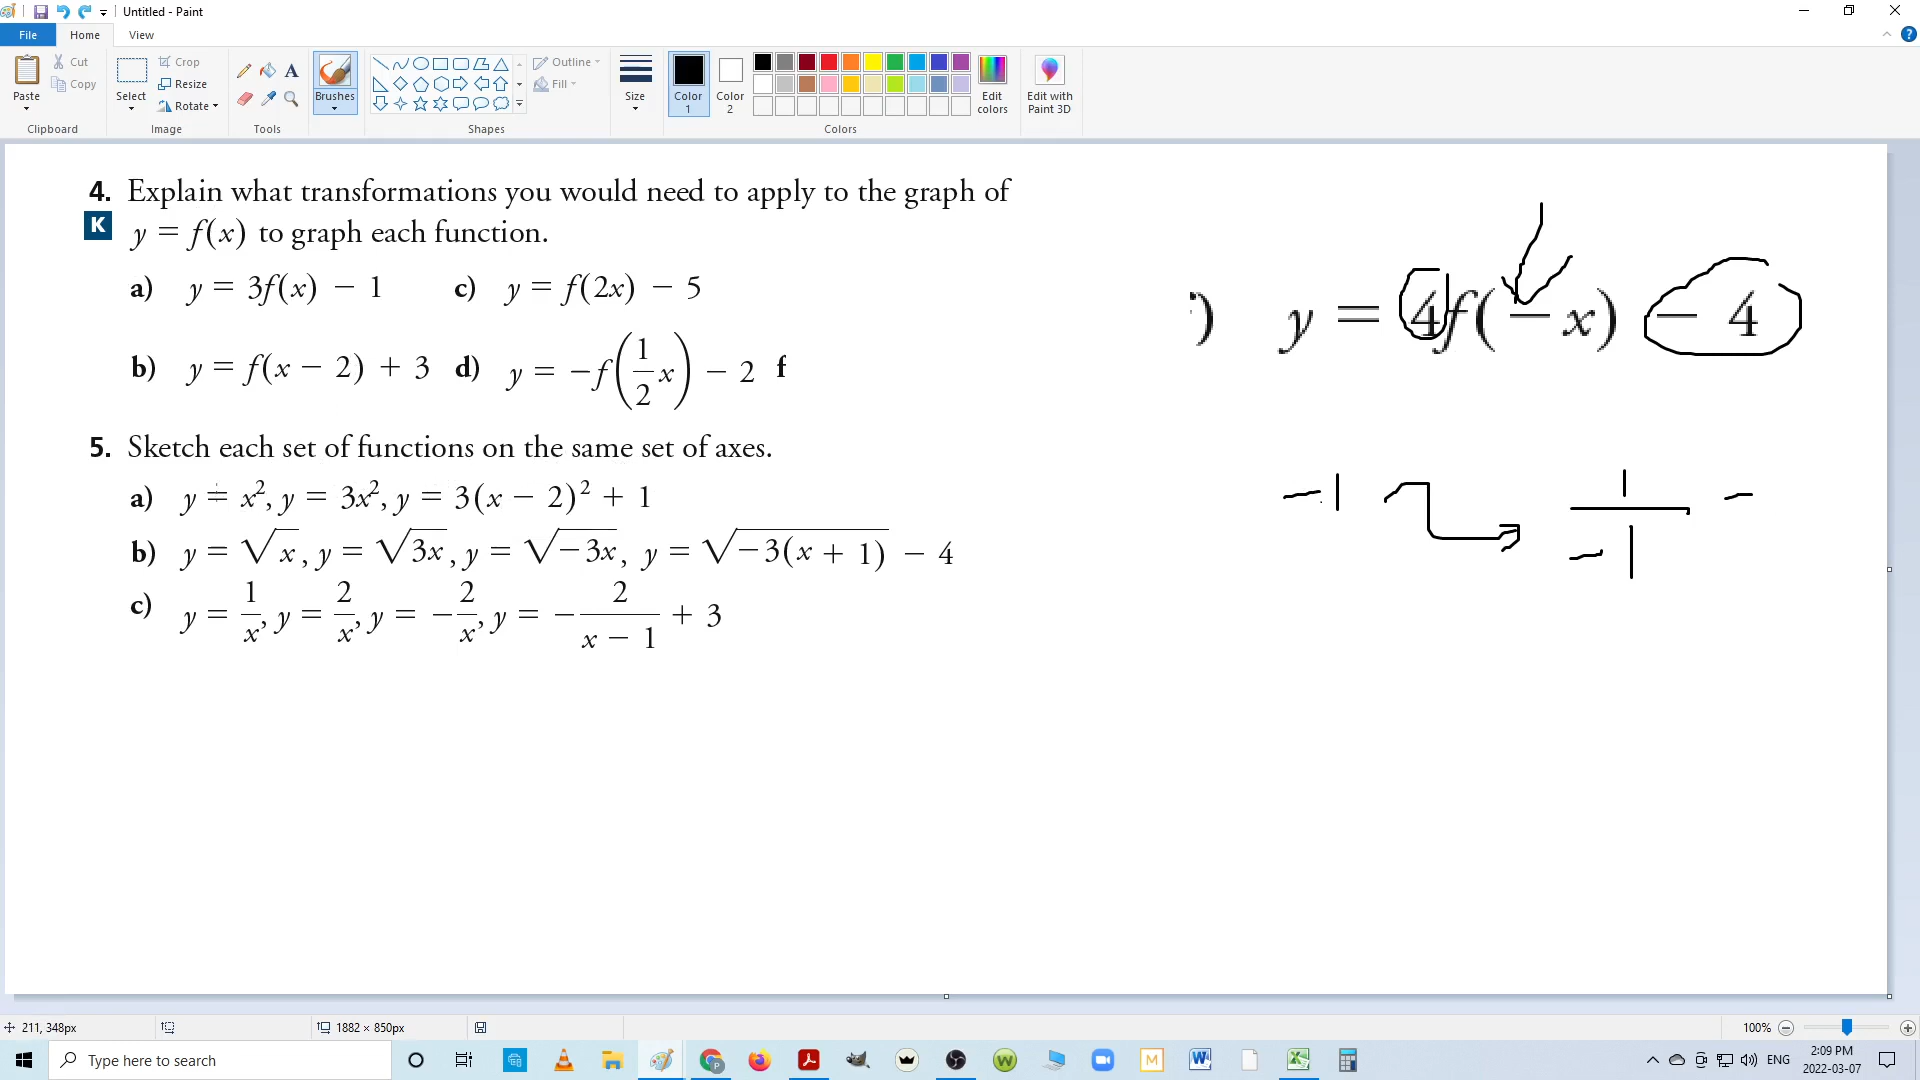 Untitled - Paint
File Home View
Paste Cut Copy Clipboard
Select Crop Resize Rotate Image
Tools
Brushes
Shapes
Outline Fill
Size
Color 1 Color 2 Edit colors Colors
Edit with Paint 3D
4. Explain what transformations you would need to apply to the graph of
K y = f(x) to graph each function.
a) y = 3f(x) − 1 c) y = f(2x) − 5
b) y = f(x − 2) + 3 d) y = −f(1/2 x) − 2 f
5. Sketch each set of functions on the same set of axes.
a) y = x², y = 3x², y = 3(x − 2)² + 1
b) y = √x, y = √3x, y = √−3x, y = √−3(x + 1) − 4
c) y = 1/x, y = 2/x, y = −2/x, y = −2/(x − 1) + 3
) y = 4f(−x) − 4
−1 1/−1 −
211, 348px 1882 × 850px 100%
Type here to search
ENG 2:09 PM
2022-03-07